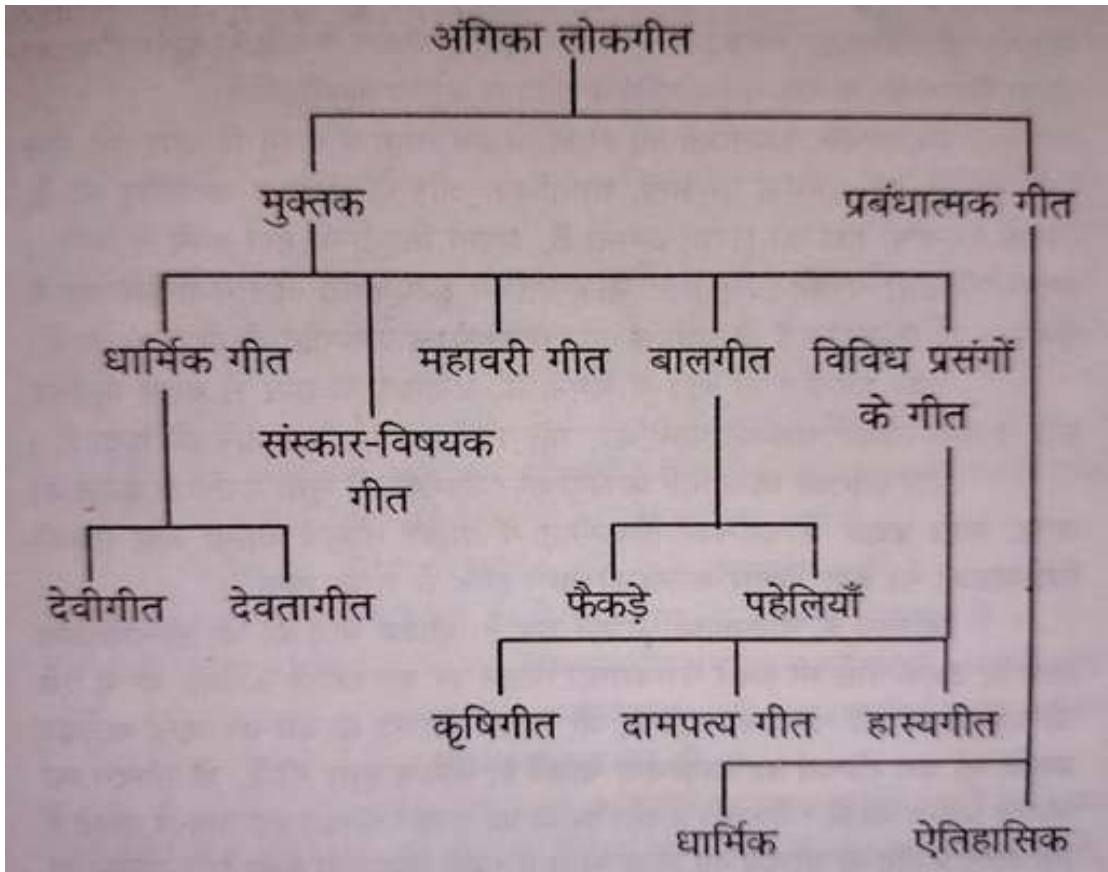 अंगिका लोकगीत
मुक्तक
प्रबंधात्मक गीत
धार्मिक गीत
महावरी गीत
बालगीत
विविध प्रसंगों
के गीत
संस्कार-विषयक
गीत
देवीगीत
देवतागीत
फैकड़े
पहेलियाँ
कृषिगीत
दामपत्य गीत
हास्यगीत
धार्मिक
ऐतिहासिक